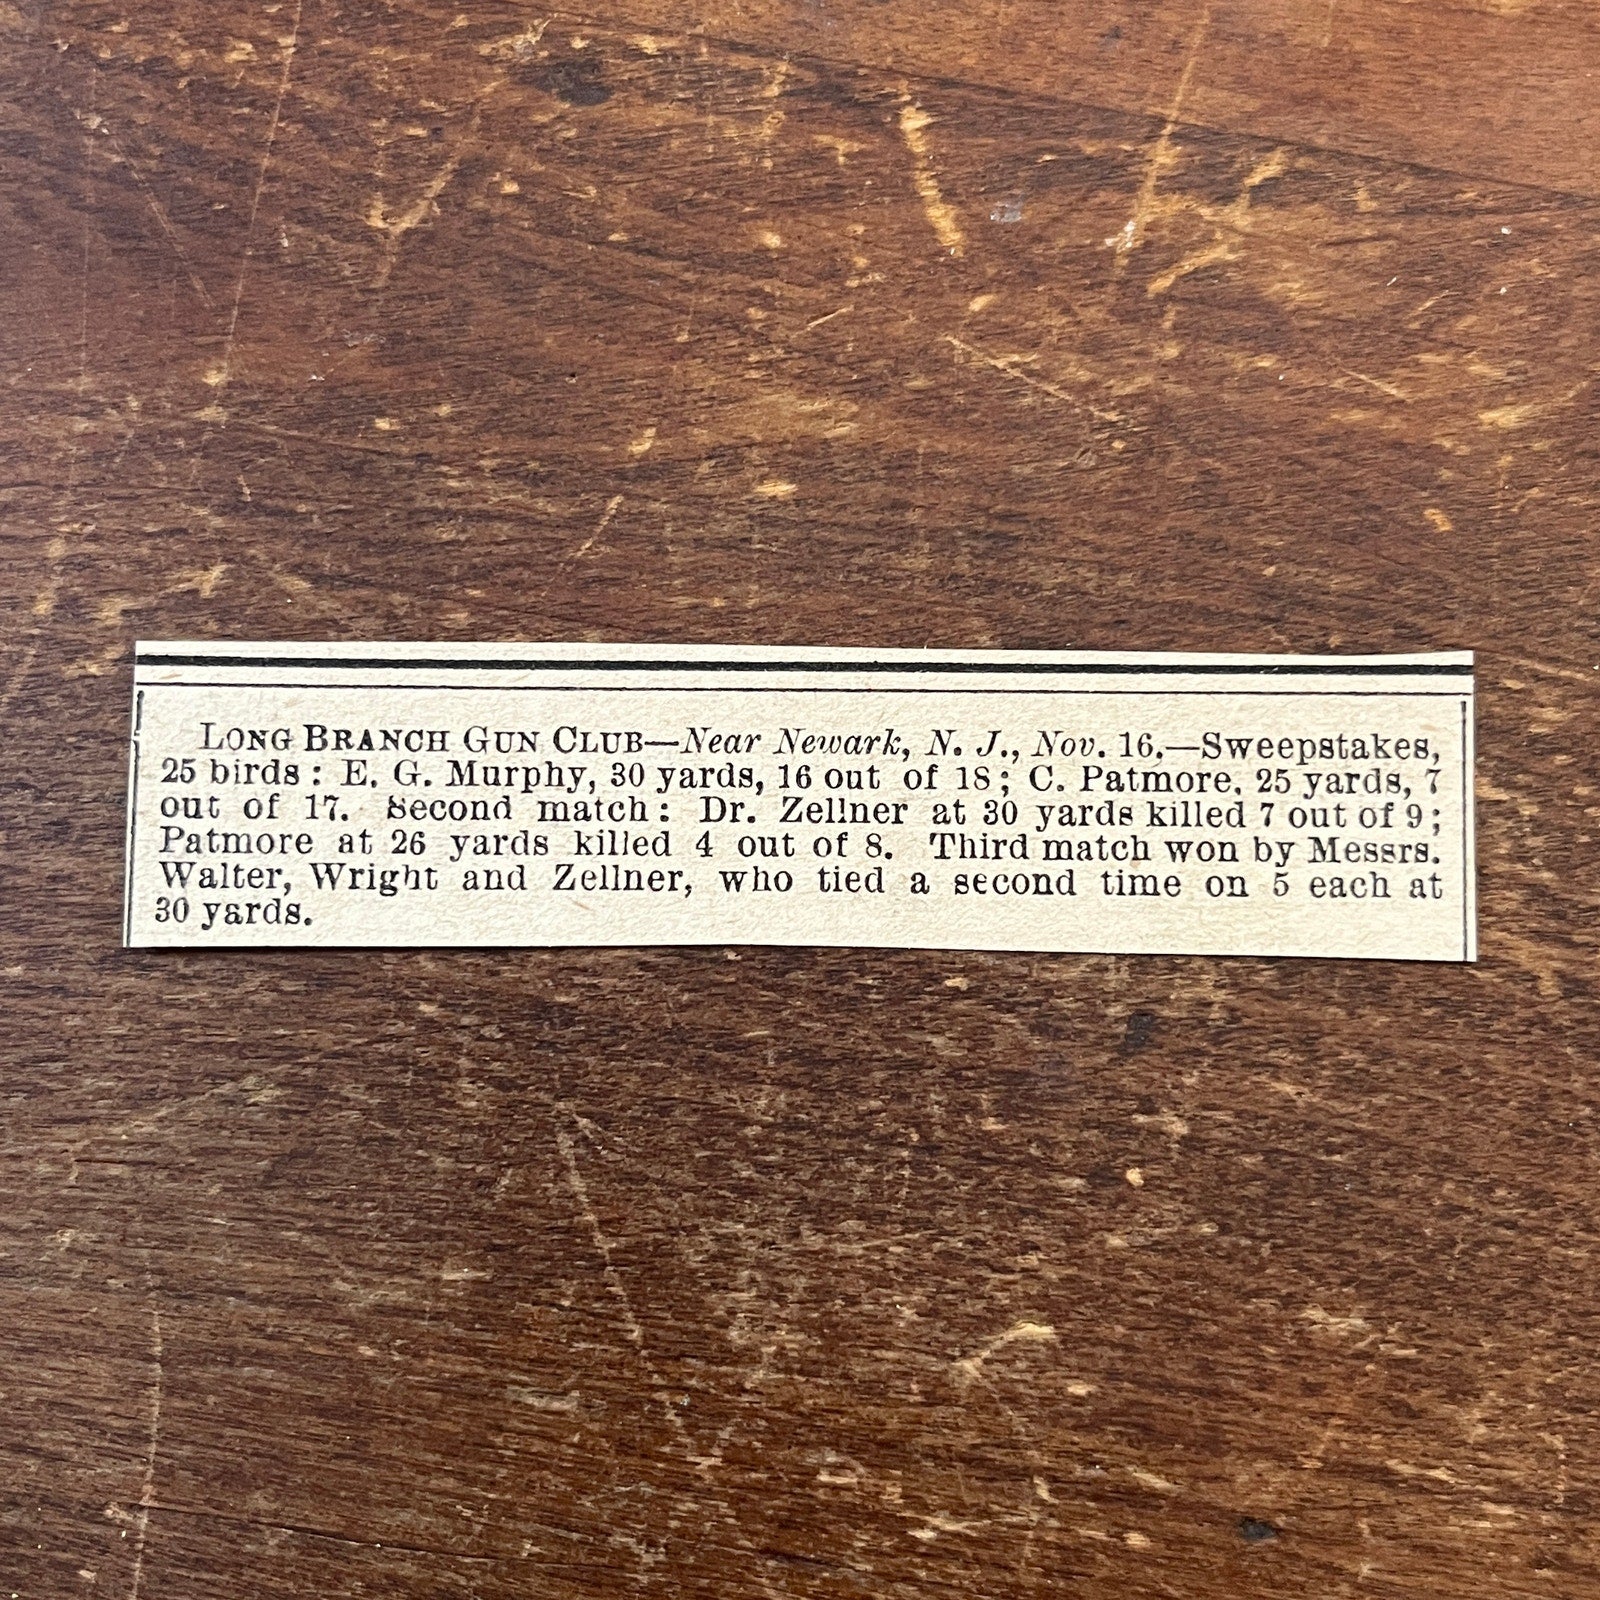 LONG BRANCH GUN CLUB—Near Newark, N. J., Nov. 16.—Sweepstakes,
25 birds : E. G. Murphy, 30 yards, 16 out of 18 ; C. Patmore, 25 yards, 7
out of 17. Second match : Dr. Zellner at 30 yards killed 7 out of 9 ;
Patmore at 26 yards killed 4 out of 8. Third match won by Messrs.
Walter, Wright and Zellner, who tied a second time on 5 each at
30 yards.